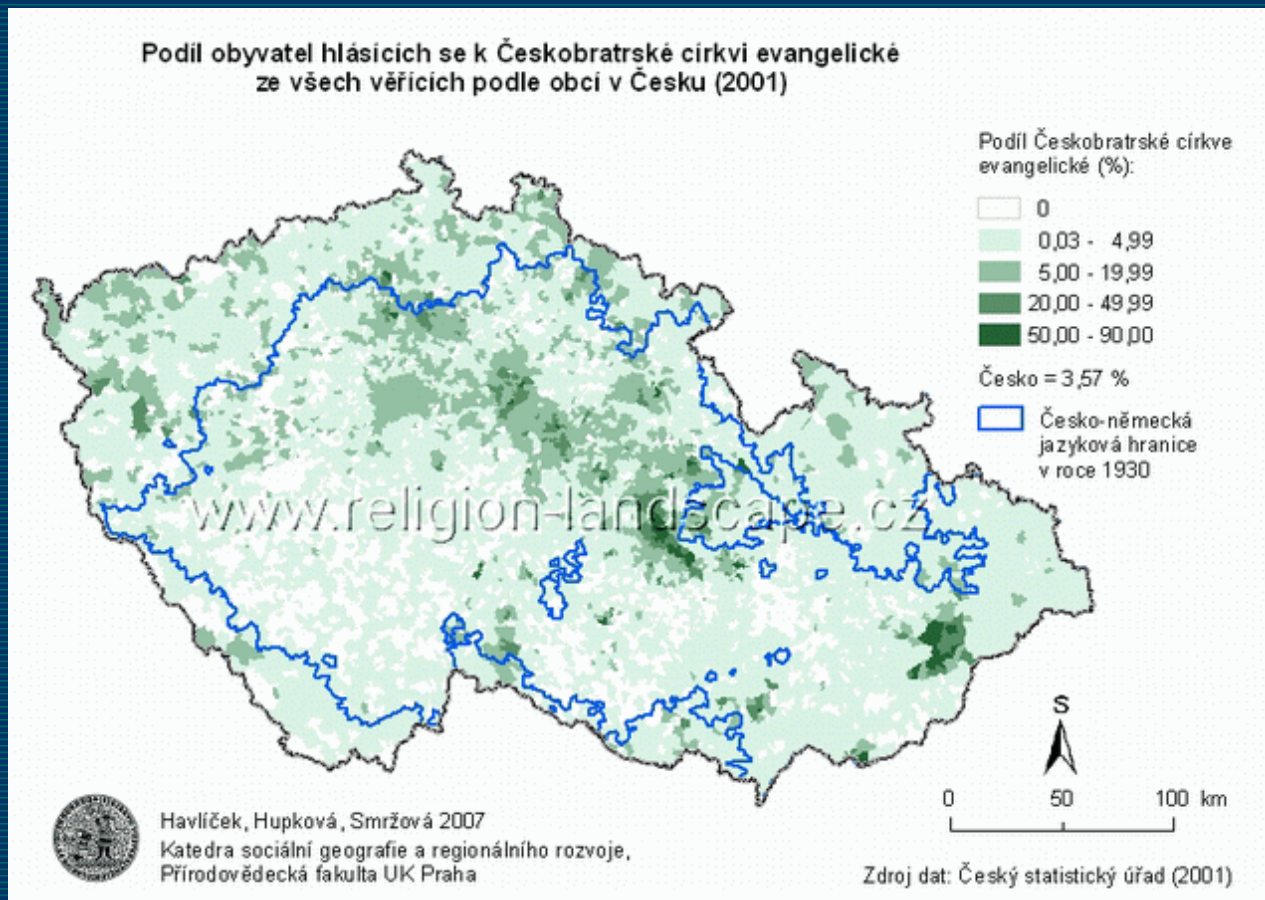 Podíl obyvatel hlásících se k Českobratrské církvi evangelické
ze všech věřících podle obcí v Česku (2001)
Podíl Českobratrské církve
evangelické (%):
0
0,03 - 4,99
5,00 - 19,99
20,00 - 49,99
50,00 - 90,00
Česko = 3,57 %
Česko-německá
jazyková hranice
v roce 1930
www.religion-landscape.cz
S
0 50 100 km
Havlíček, Hupková, Smržová 2007
Katedra sociální geografie a regionálního rozvoje,
Přírodovědecká fakulta UK Praha
Zdroj dat: Český statistický úřad (2001)